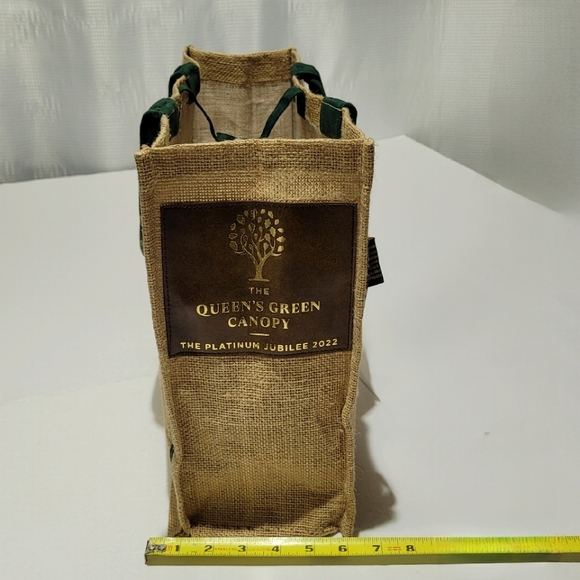 THE
QUEEN'S GREEN
CANOPY
THE PLATINUM JUBILEE 2022
1 2 3 4 5 6 7 8